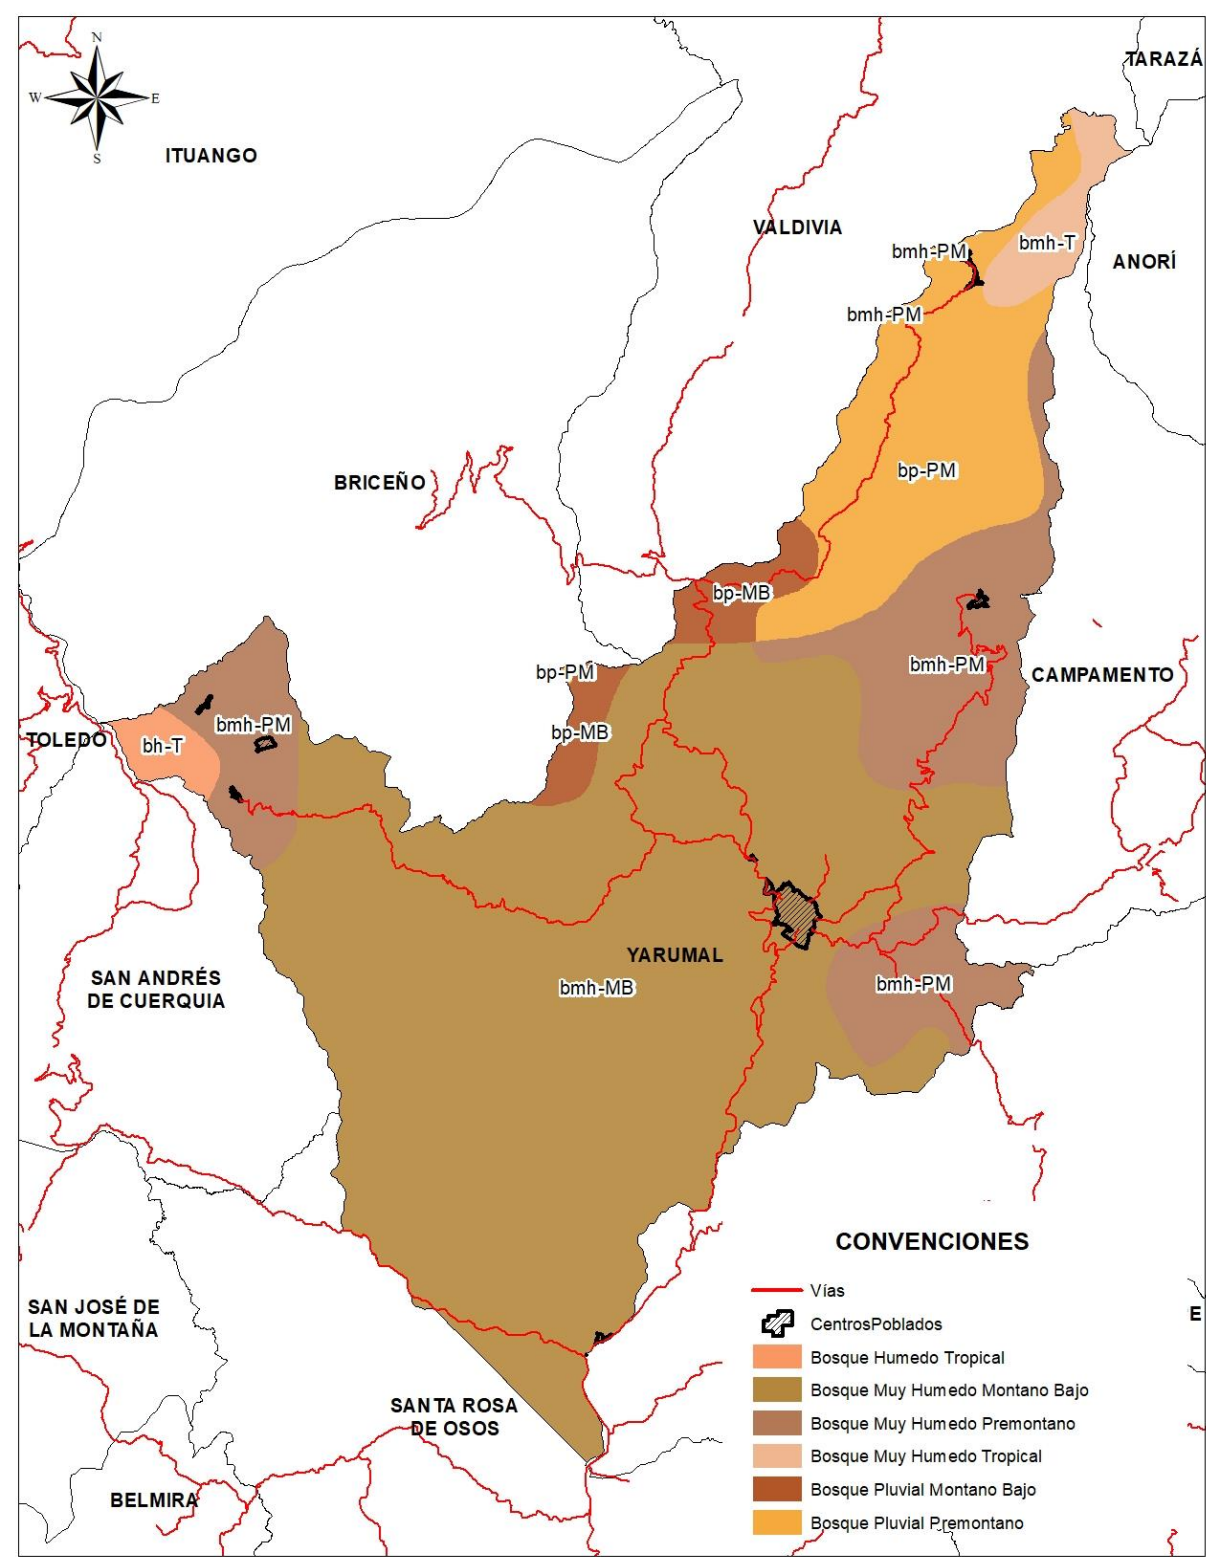 N
W E
S
TARAZÁ
ITUANGO
VALDIVIA
bmh-PM
bmh-T
ANORÍ
bmh-PM
bp-PM
BRICEÑO
bp-MB
bmh-PM
CAMPAMENTO
bp-PM
bmh-PM
bp-MB
TOLEDO
bh-T
YARUMAL
SAN ANDRÉS
DE CUERQUIA
bmh-MB
bmh-PM
CONVENCIONES
Vías
CentrosPoblados
Bosque Humedo Tropical
Bosque Muy Humedo Montano Bajo
Bosque Muy Humedo Premontano
Bosque Muy Humedo Tropical
Bosque Pluvial Montano Bajo
Bosque Pluvial Premontano
E
SAN JOSÉ DE
LA MONTAÑA
SANTA ROSA
DE OSOS
BELMIRA